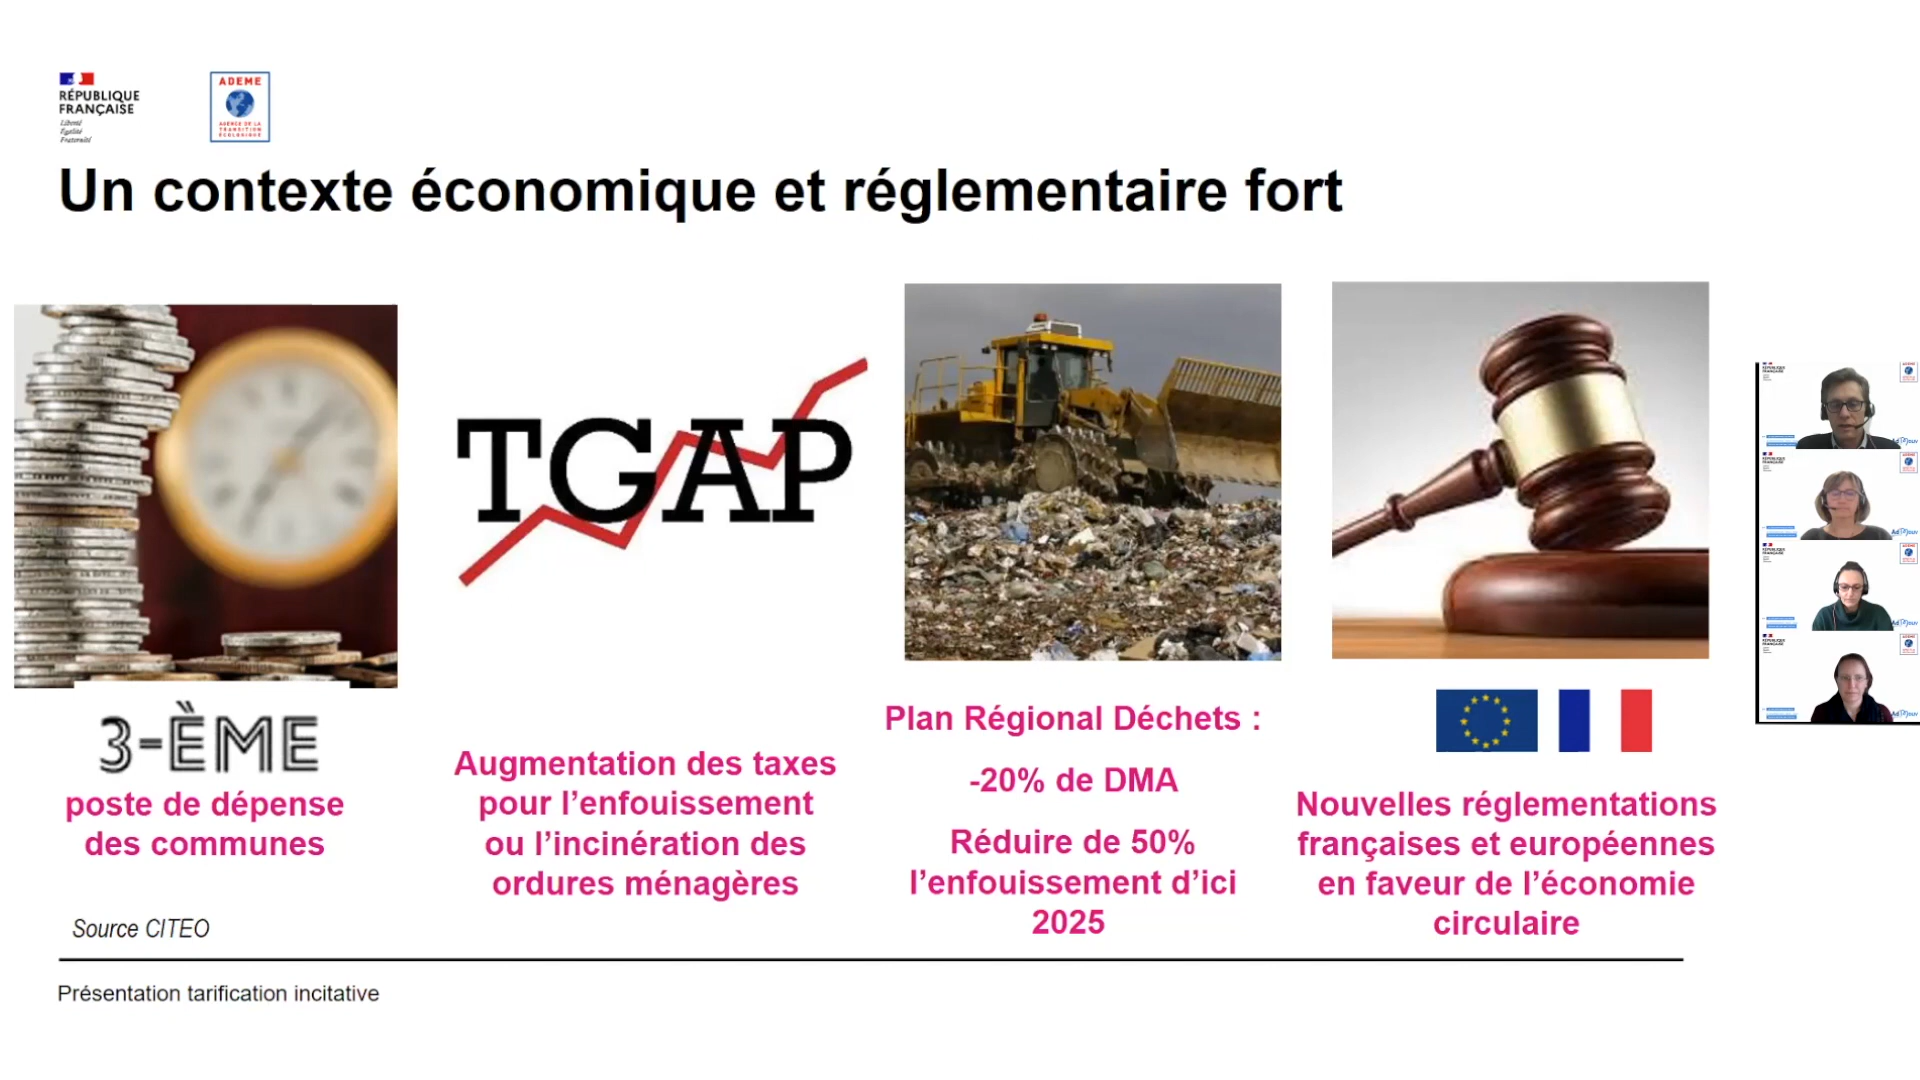 RÉPUBLIQUE
FRANÇAISE
Liberté
Égalité
Fraternité
ADEME
AGENCE DE LA
TRANSITION
ÉCOLOGIQUE
Un contexte économique et réglementaire fort
3-ÈME
poste de dépense
des communes
Source CITEO
TGAP
Augmentation des taxes
pour l’enfouissement
ou l’incinération des
ordures ménagères
Plan Régional Déchets :
-20% de DMA
Réduire de 50%
l’enfouissement d’ici
2025
Nouvelles réglementations
françaises et européennes
en faveur de l’économie
circulaire
Présentation tarification incitative